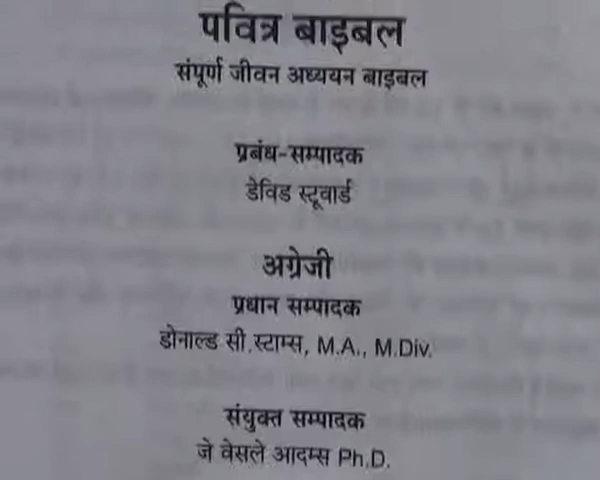 पवित्र बाइबल
संपूर्ण जीवन अध्ययन बाइबल
प्रबंध-सम्पादक
डेविड स्टूवार्ड
अग्रेजी
प्रधान सम्पादक
डोनाल्ड सी.स्टाम्स, M.A., M.Div.
संयुक्त सम्पादक
जे वेसले आदम्स Ph.D.